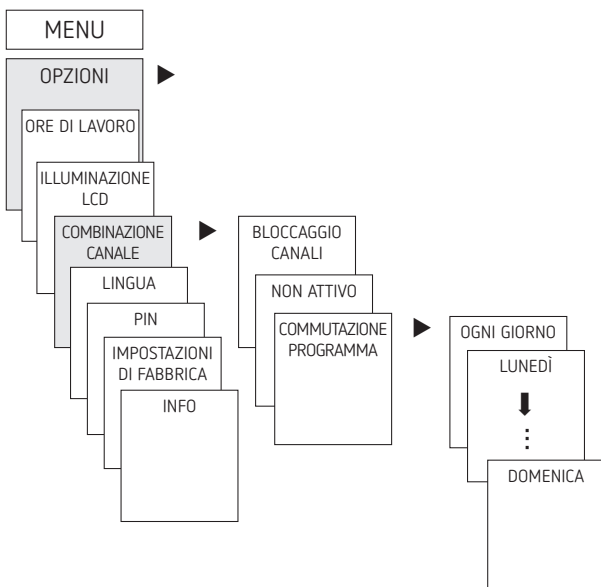 MENU
OPZIONI
ORE DI LAVORO
ILLUMINAZIONE
LCD
COMBINAZIONE
CANALE
LINGUA
PIN
IMPOSTAZIONI
DI FABBRICA
INFO
BLOCCAGGIO
CANALI
NON ATTIVO
COMMUTAZIONE
PROGRAMMA
OGNI GIORNO
LUNEDÌ
DOMENICA